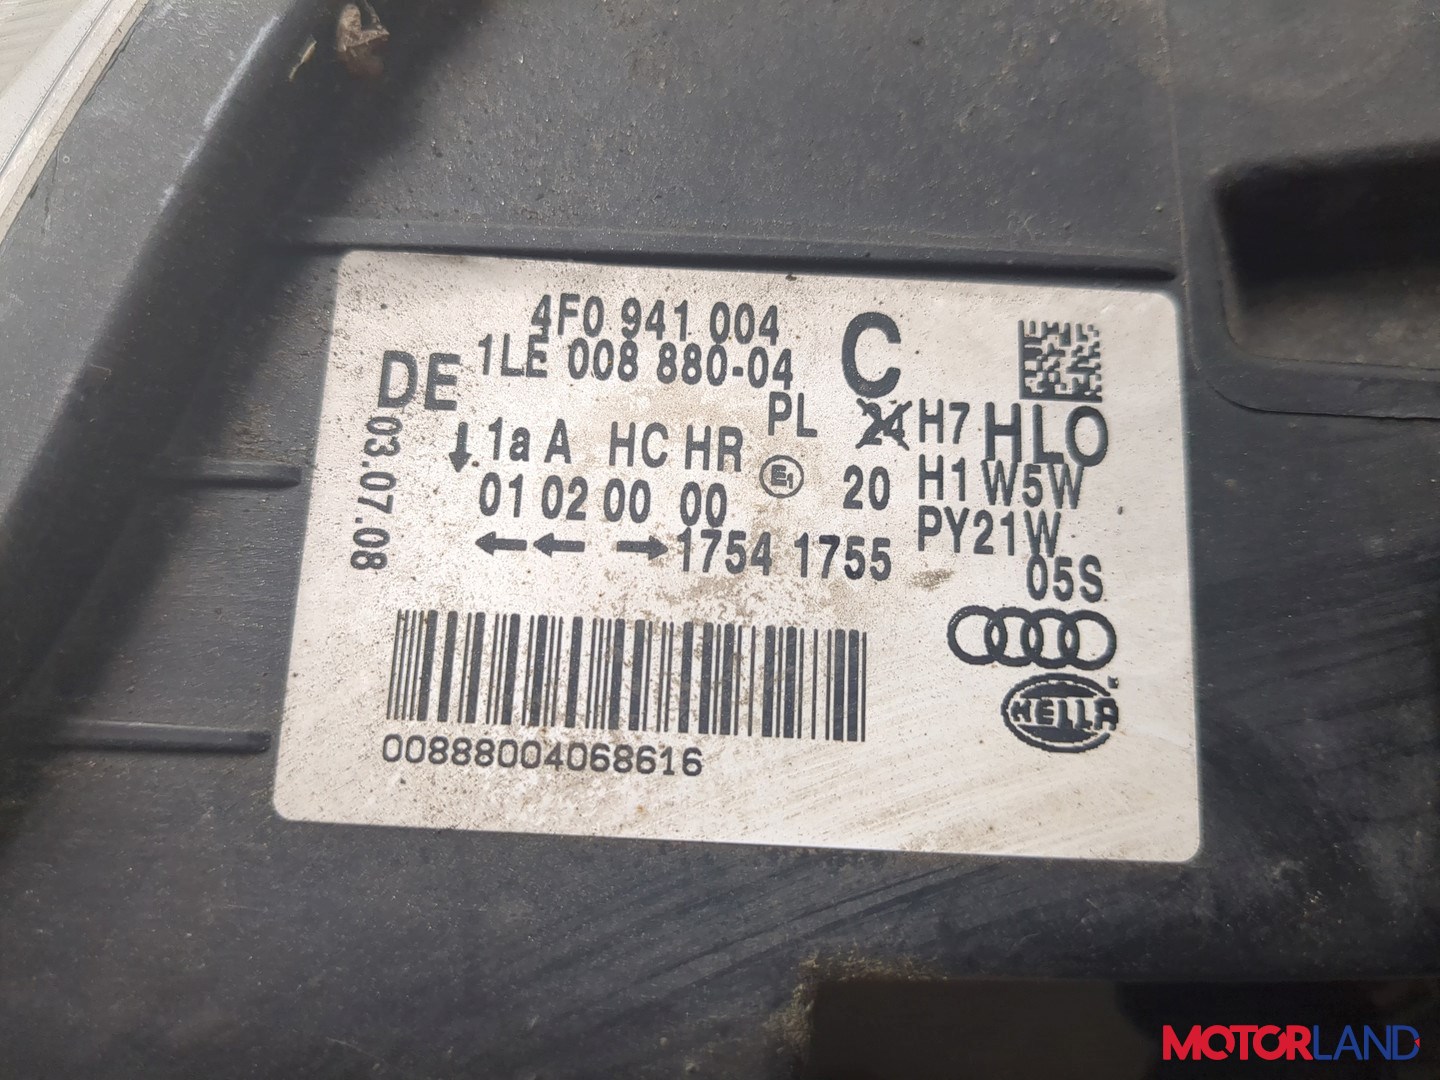 4F0 941 004 C
DE 1LE 008 880-04
PL 24 H7 HLO
1a A HC HR E1 20 H1 W5W
01 02 00 00 PY21W
1754 1755 05S
03.07.08
HELLA
00888004068616
MOTORLAND